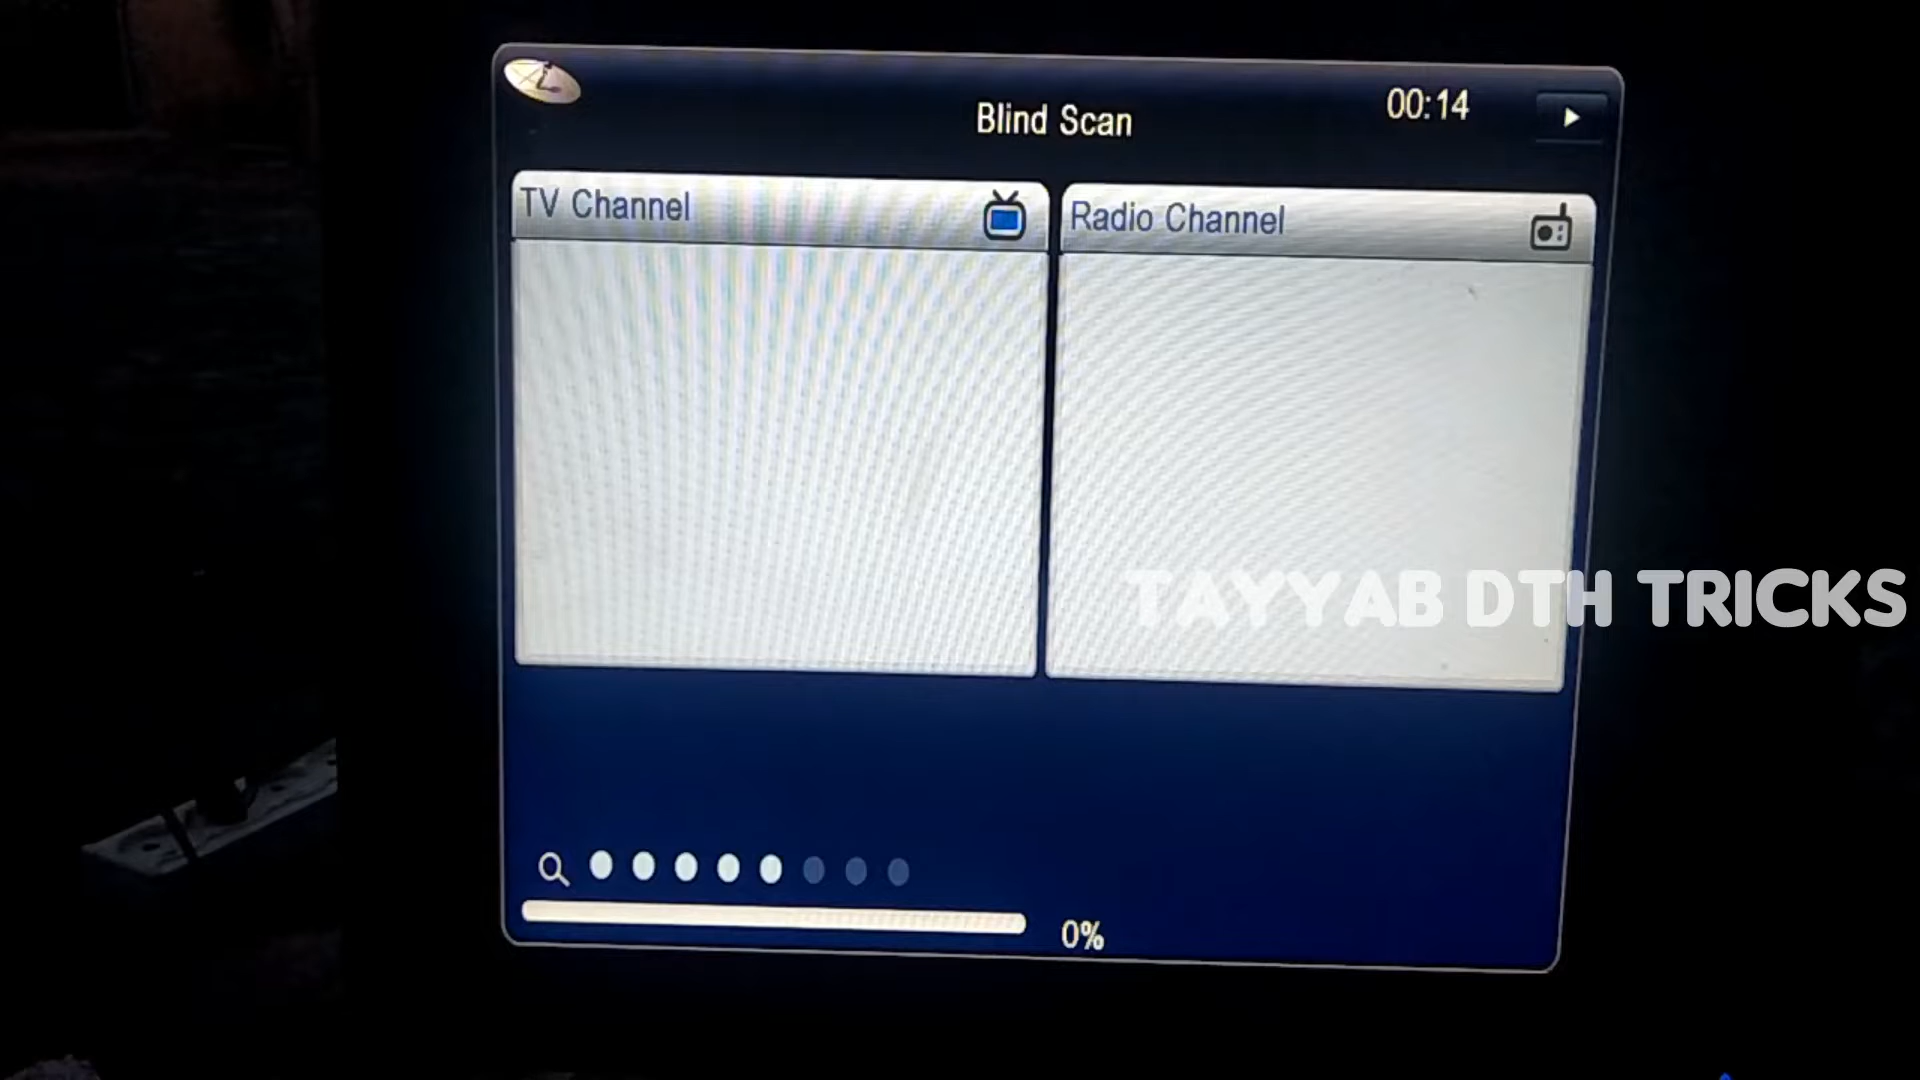 Blind Scan
00:14
TV Channel
Radio Channel
TAYYAB DTH TRICKS
0%